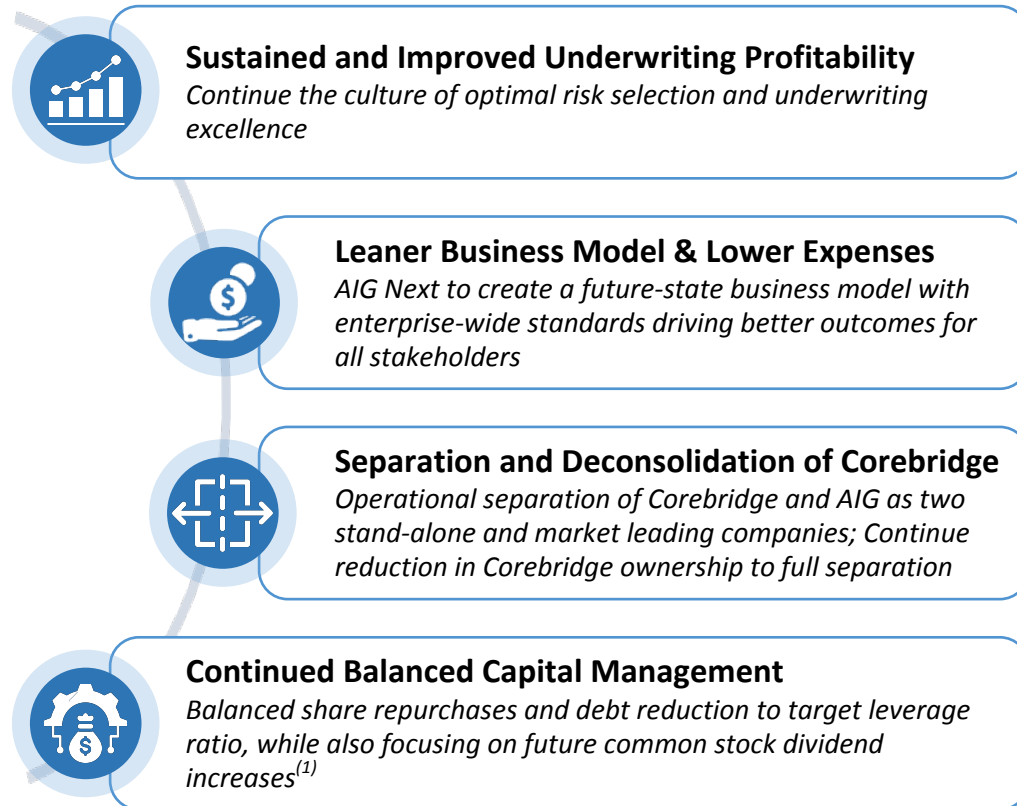 Sustained and Improved Underwriting Profitability
Continue the culture of optimal risk selection and underwriting
excellence
Leaner Business Model & Lower Expenses
AIG Next to create a future-state business model with
enterprise-wide standards driving better outcomes for
all stakeholders
$
Separation and Deconsolidation of Corebridge
Operational separation of Corebridge and AIG as two
stand-alone and market leading companies; Continue
reduction in Corebridge ownership to full separation
Continued Balanced Capital Management
Balanced share repurchases and debt reduction to target leverage
ratio, while also focusing on future common stock dividend
increases(1)
$